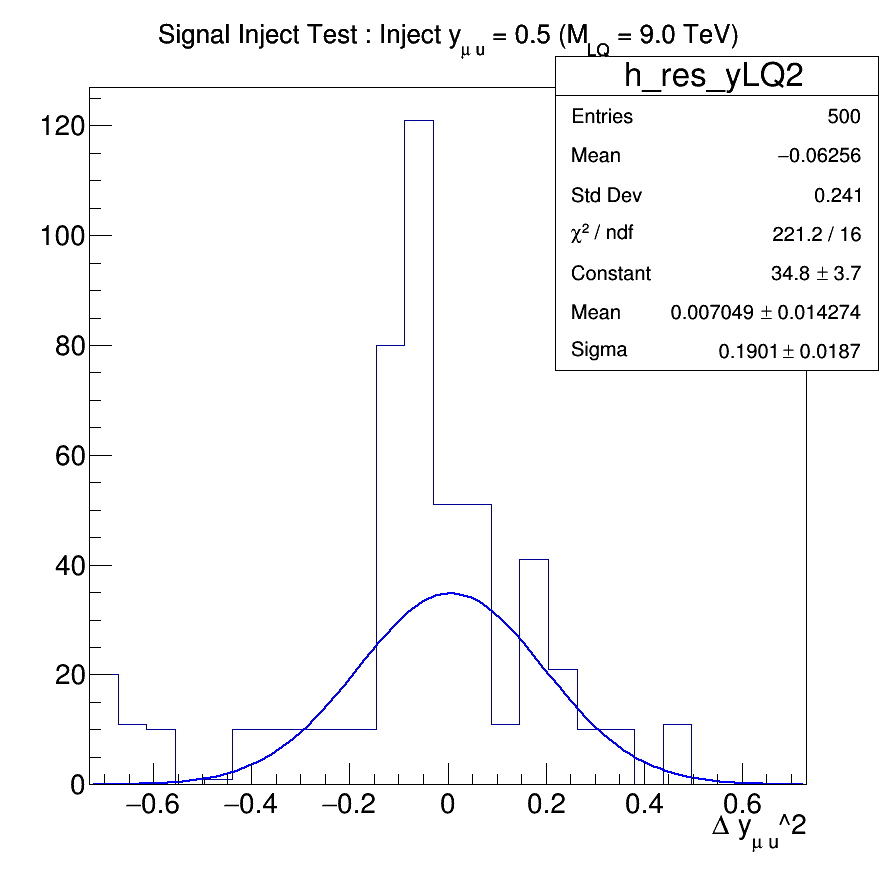 Signal Inject Test : Inject y_μu = 0.5 (M_LQ = 9.0 TeV)
h_res_yLQ2
Entries 500
Mean −0.06256
Std Dev 0.241
χ² / ndf 221.2 / 16
Constant 34.8 ± 3.7
Mean 0.007049 ± 0.014274
Sigma 0.1901 ± 0.0187
120
100
80
60
40
20
0
−0.6 −0.4 −0.2 0 0.2 0.4 0.6
Δ y_μu^2